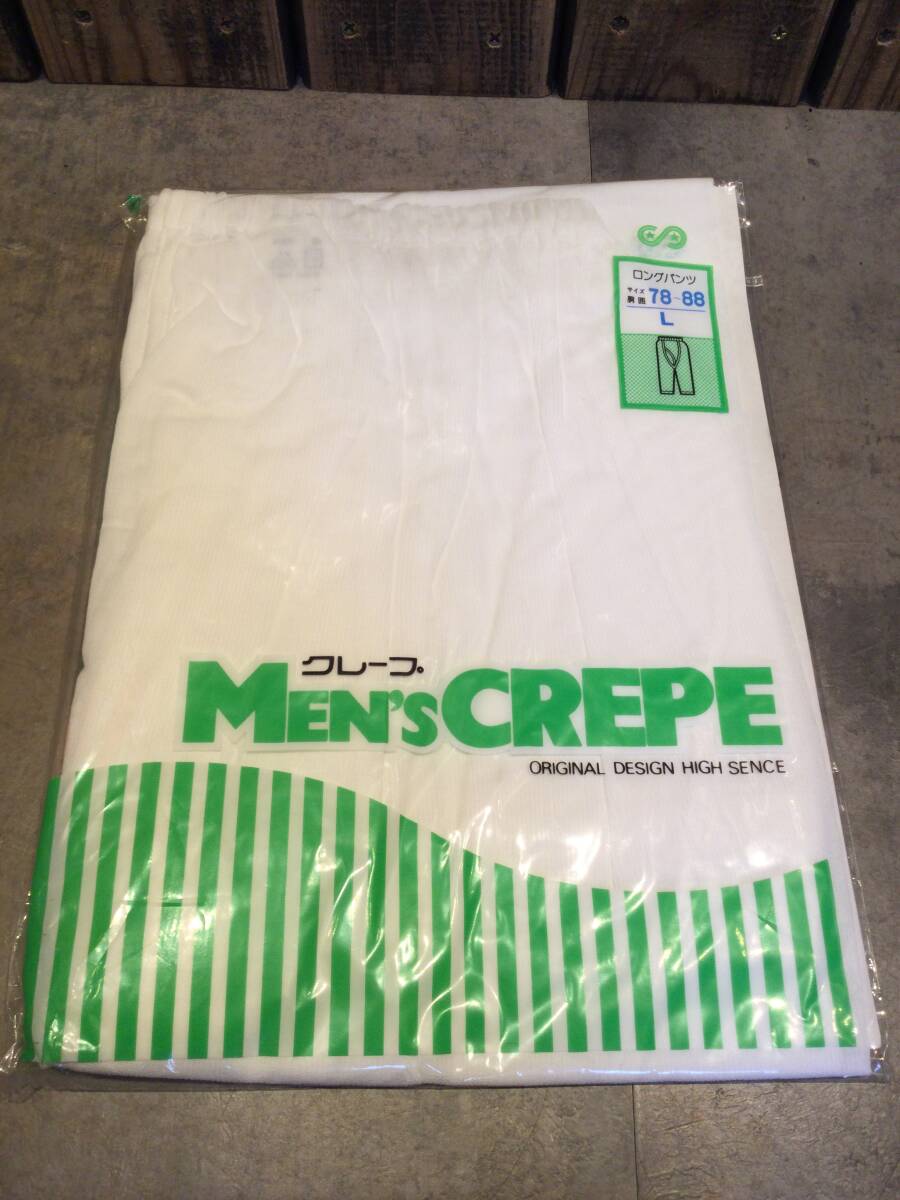 ロングパンツ
サイズ
胸囲 78~88
L
クレープ
MEN'S CREPE
ORIGINAL DESIGN HIGH SENCE